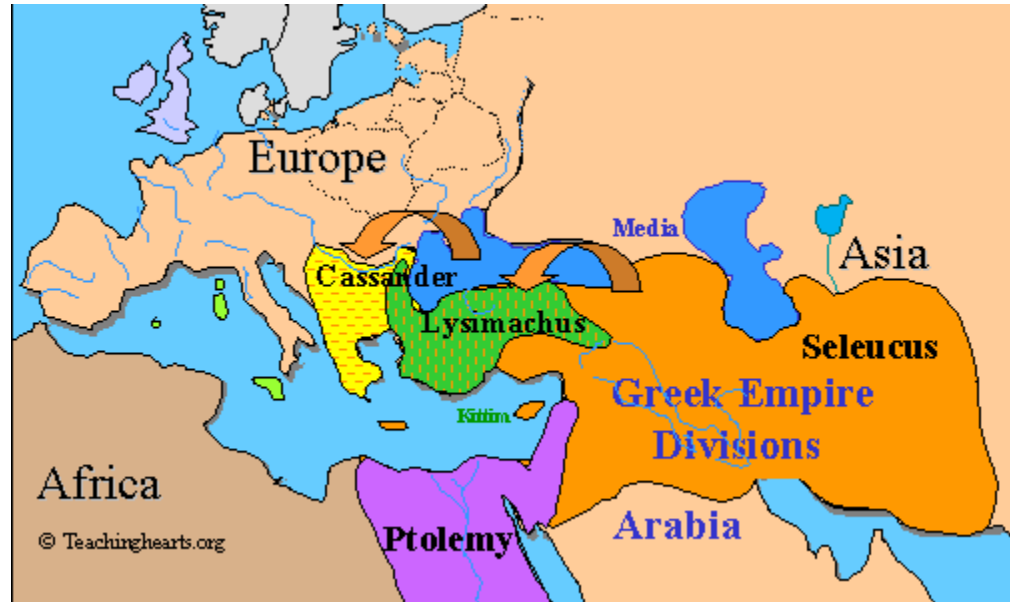 Europe
Media
Asia
Cassander
Lysimachus
Seleucus
Greek Empire
Divisions
Kittim
Africa
Arabia
Ptolemy
© Teachinghearts.org